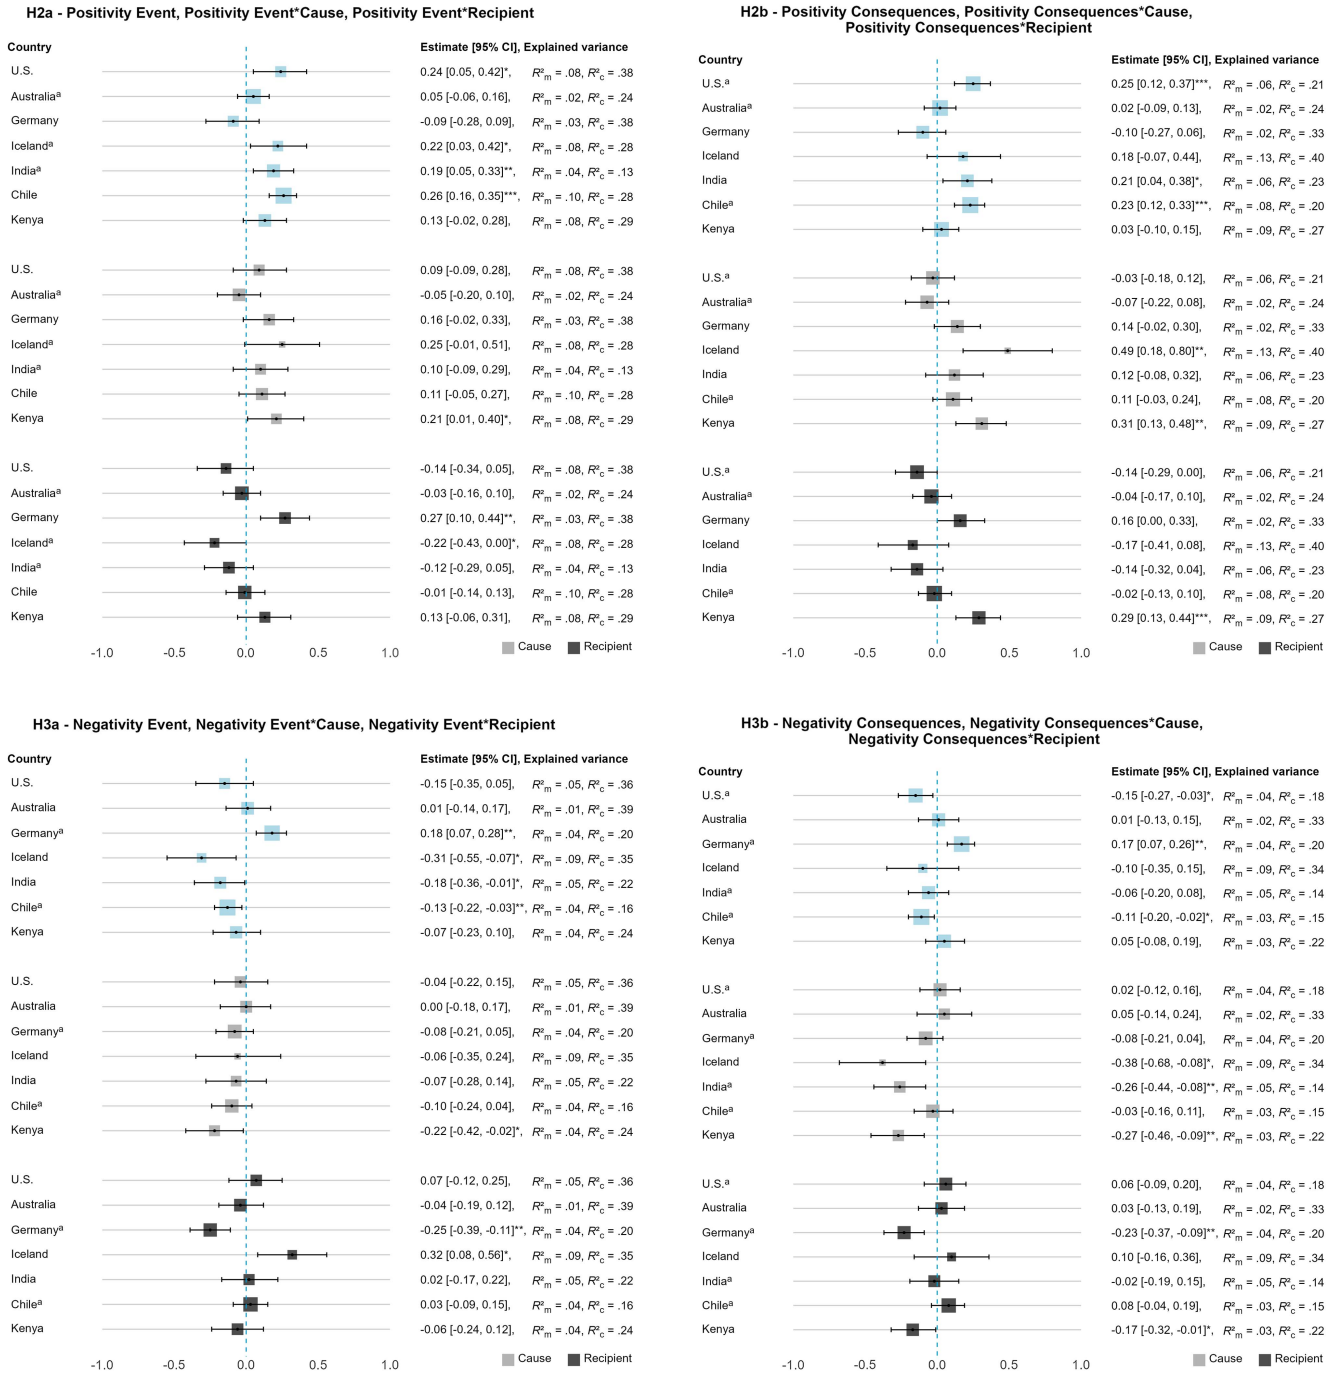 H2a - Positivity Event, Positivity Event*Cause, Positivity Event*Recipient
Country Estimate [95% CI], Explained variance
U.S. 0.24 [0.05, 0.42]*, R²m = .08, R²c = .38
Australiaᵃ 0.05 [-0.06, 0.16], R²m = .02, R²c = .24
Germany -0.09 [-0.28, 0.09], R²m = .03, R²c = .38
Icelandᵃ 0.22 [0.03, 0.42]*, R²m = .08, R²c = .28
Indiaᵃ 0.19 [0.05, 0.33]**, R²m = .04, R²c = .13
Chile 0.26 [0.16, 0.35]***, R²m = .10, R²c = .28
Kenya 0.13 [-0.02, 0.28], R²m = .08, R²c = .29
U.S. 0.09 [-0.09, 0.28], R²m = .08, R²c = .38
Australiaᵃ -0.05 [-0.20, 0.10], R²m = .02, R²c = .24
Germany 0.16 [-0.02, 0.33], R²m = .03, R²c = .38
Icelandᵃ 0.25 [-0.01, 0.51], R²m = .08, R²c = .28
Indiaᵃ 0.10 [-0.09, 0.29], R²m = .04, R²c = .13
Chile 0.11 [-0.05, 0.27], R²m = .10, R²c = .28
Kenya 0.21 [0.01, 0.40]*, R²m = .08, R²c = .29
U.S. -0.14 [-0.34, 0.05], R²m = .08, R²c = .38
Australiaᵃ -0.03 [-0.16, 0.10], R²m = .02, R²c = .24
Germany 0.27 [0.10, 0.44]**, R²m = .03, R²c = .38
Icelandᵃ -0.22 [-0.43, 0.00]*, R²m = .08, R²c = .28
Indiaᵃ -0.12 [-0.29, 0.05], R²m = .04, R²c = .13
Chile -0.01 [-0.14, 0.13], R²m = .10, R²c = .28
Kenya 0.13 [-0.06, 0.31], R²m = .08, R²c = .29
Cause Recipient
-1.0 -0.5 0.0 0.5 1.0
H2b - Positivity Consequences, Positivity Consequences*Cause,
Positivity Consequences*Recipient
Country Estimate [95% CI], Explained variance
U.S.ᵃ 0.25 [0.12, 0.37]***, R²m = .06, R²c = .21
Australiaᵃ 0.02 [-0.09, 0.13], R²m = .02, R²c = .24
Germany -0.10 [-0.27, 0.06], R²m = .02, R²c = .33
Iceland 0.18 [-0.07, 0.44], R²m = .13, R²c = .40
India 0.21 [0.04, 0.38]*, R²m = .06, R²c = .23
Chileᵃ 0.23 [0.12, 0.33]***, R²m = .08, R²c = .20
Kenya 0.03 [-0.10, 0.15], R²m = .09, R²c = .27
U.S.ᵃ -0.03 [-0.18, 0.12], R²m = .06, R²c = .21
Australiaᵃ -0.07 [-0.22, 0.08], R²m = .02, R²c = .24
Germany 0.14 [-0.02, 0.30], R²m = .02, R²c = .33
Iceland 0.49 [0.18, 0.80]**, R²m = .13, R²c = .40
India 0.12 [-0.08, 0.32], R²m = .06, R²c = .23
Chileᵃ 0.11 [-0.03, 0.24], R²m = .08, R²c = .20
Kenya 0.31 [0.13, 0.48]**, R²m = .09, R²c = .27
U.S.ᵃ -0.14 [-0.29, 0.00], R²m = .06, R²c = .21
Australiaᵃ -0.04 [-0.17, 0.10], R²m = .02, R²c = .24
Germany 0.16 [0.00, 0.33], R²m = .02, R²c = .33
Iceland -0.17 [-0.41, 0.08], R²m = .13, R²c = .40
India -0.14 [-0.32, 0.04], R²m = .06, R²c = .23
Chileᵃ -0.02 [-0.13, 0.10], R²m = .08, R²c = .20
Kenya 0.29 [0.13, 0.44]***, R²m = .09, R²c = .27
Cause Recipient
-1.0 -0.5 0.0 0.5 1.0
H3a - Negativity Event, Negativity Event*Cause, Negativity Event*Recipient
Country Estimate [95% CI], Explained variance
U.S. -0.15 [-0.35, 0.05], R²m = .05, R²c = .36
Australia 0.01 [-0.14, 0.17], R²m = .01, R²c = .39
Germanyᵃ 0.18 [0.07, 0.28]**, R²m = .04, R²c = .20
Iceland -0.31 [-0.55, -0.07]*, R²m = .09, R²c = .35
India -0.18 [-0.36, -0.01]*, R²m = .05, R²c = .22
Chileᵃ -0.13 [-0.22, -0.03]**, R²m = .04, R²c = .16
Kenya -0.07 [-0.23, 0.10], R²m = .04, R²c = .24
U.S. -0.04 [-0.22, 0.15], R²m = .05, R²c = .36
Australia 0.00 [-0.18, 0.17], R²m = .01, R²c = .39
Germanyᵃ -0.08 [-0.21, 0.05], R²m = .04, R²c = .20
Iceland -0.06 [-0.35, 0.24], R²m = .09, R²c = .35
India -0.07 [-0.28, 0.14], R²m = .05, R²c = .22
Chileᵃ -0.10 [-0.24, 0.04], R²m = .04, R²c = .16
Kenya -0.22 [-0.42, -0.02]*, R²m = .04, R²c = .24
U.S. 0.07 [-0.12, 0.25], R²m = .05, R²c = .36
Australia -0.04 [-0.19, 0.12], R²m = .01, R²c = .39
Germanyᵃ -0.25 [-0.39, -0.11]**, R²m = .04, R²c = .20
Iceland 0.32 [0.08, 0.56]*, R²m = .09, R²c = .35
India 0.02 [-0.17, 0.22], R²m = .05, R²c = .22
Chileᵃ 0.03 [-0.09, 0.15], R²m = .04, R²c = .16
Kenya -0.06 [-0.24, 0.12], R²m = .04, R²c = .24
Cause Recipient
-1.0 -0.5 0.0 0.5 1.0
H3b - Negativity Consequences, Negativity Consequences*Cause,
Negativity Consequences*Recipient
Country Estimate [95% CI], Explained variance
U.S.ᵃ -0.15 [-0.27, -0.03]*, R²m = .04, R²c = .18
Australia 0.01 [-0.13, 0.15], R²m = .02, R²c = .33
Germanyᵃ 0.17 [0.07, 0.26]**, R²m = .04, R²c = .20
Iceland -0.10 [-0.35, 0.15], R²m = .09, R²c = .34
Indiaᵃ -0.06 [-0.20, 0.08], R²m = .05, R²c = .14
Chileᵃ -0.11 [-0.20, -0.02]*, R²m = .03, R²c = .15
Kenya 0.05 [-0.08, 0.19], R²m = .03, R²c = .22
U.S.ᵃ 0.02 [-0.12, 0.16], R²m = .04, R²c = .18
Australia 0.05 [-0.14, 0.24], R²m = .02, R²c = .33
Germanyᵃ -0.08 [-0.21, 0.04], R²m = .04, R²c = .20
Iceland -0.38 [-0.68, -0.08]*, R²m = .09, R²c = .34
Indiaᵃ -0.26 [-0.44, -0.08]**, R²m = .05, R²c = .14
Chileᵃ -0.03 [-0.16, 0.11], R²m = .03, R²c = .15
Kenya -0.27 [-0.46, -0.09]**, R²m = .03, R²c = .22
U.S.ᵃ 0.06 [-0.09, 0.20], R²m = .04, R²c = .18
Australia 0.03 [-0.13, 0.19], R²m = .02, R²c = .33
Germanyᵃ -0.23 [-0.37, -0.09]**, R²m = .04, R²c = .20
Iceland 0.10 [-0.16, 0.36], R²m = .09, R²c = .34
Indiaᵃ -0.02 [-0.19, 0.15], R²m = .05, R²c = .14
Chileᵃ 0.08 [-0.04, 0.19], R²m = .03, R²c = .15
Kenya -0.17 [-0.32, -0.01]*, R²m = .03, R²c = .22
Cause Recipient
-1.0 -0.5 0.0 0.5 1.0